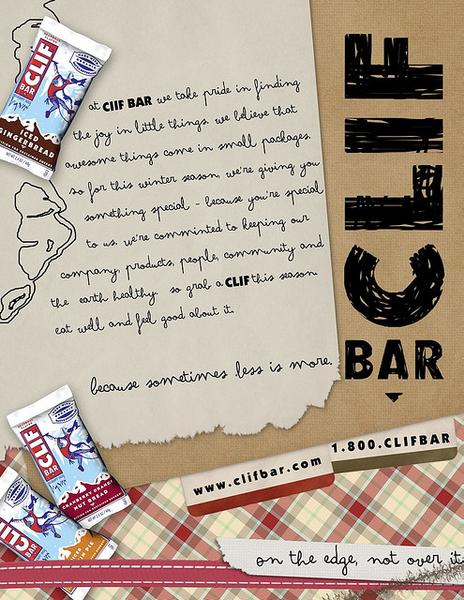 at CLIF BAR we take pride in finding
the joy in little things. we believe that
awesome things come in small packages.
so for this winter season, we're giving you
something special - because you're special
to us. we're comminted to keeping our
company, products, people, community and
the earth healthy. so grab a CLIF this season.
eat well and feel good about it.
because sometimes less is more.
CLIF
BAR
CLIF
BAR
ICED
GINGERBREAD
CLIF
BAR
CRANBERRY ORANGE
NUT BREAD
CLIF
BAR
PIE
www.clifbar.com
1.800.CLIFBAR
on the edge, not over it.